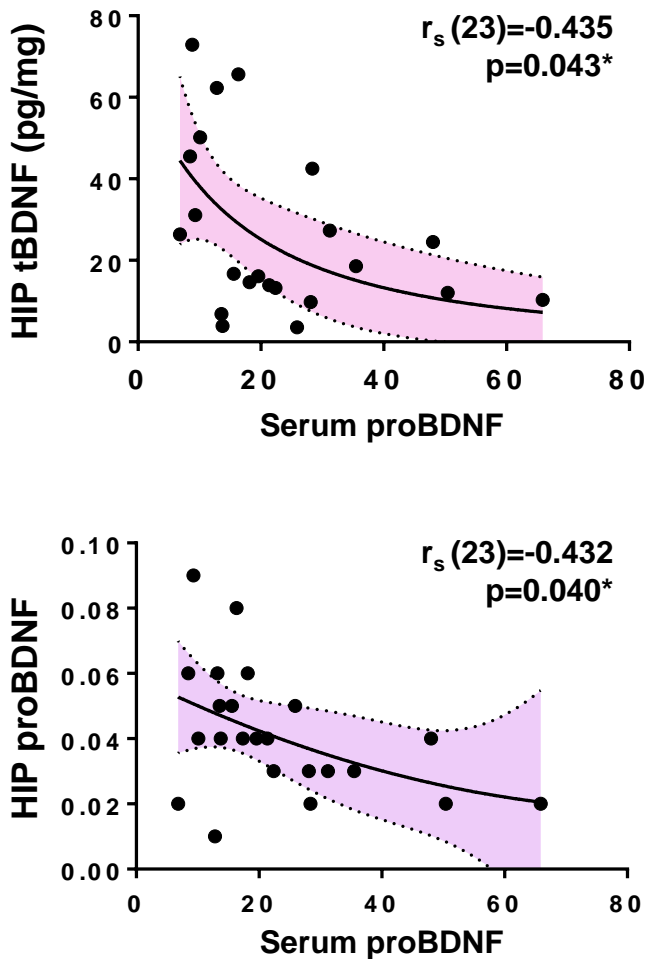 r_s (23)=-0.435
p=0.043*
HIP tBDNF (pg/mg)
80
60
40
20
0
0 20 40 60 80
Serum proBDNF
r_s (23)=-0.432
p=0.040*
HIP proBDNF
0.10
0.08
0.06
0.04
0.02
0.00
0 20 40 60 80
Serum proBDNF